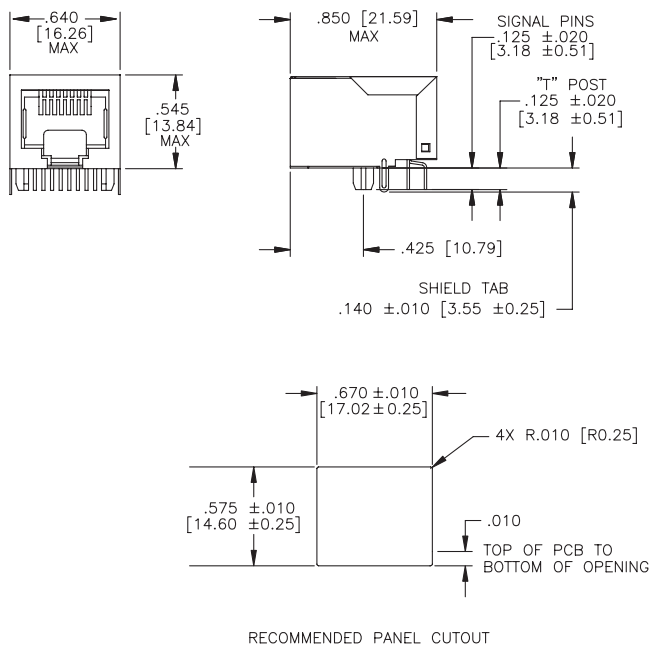 .640
[16.26]
MAX
.545
[13.84]
MAX
.850 [21.59]
MAX
SIGNAL PINS
.125 ±.020
[3.18 ±0.51]
"T" POST
.125 ±.020
[3.18 ±0.51]
.425 [10.79]
SHIELD TAB
.140 ±.010 [3.55 ±0.25]
.670 ±.010
[17.02±0.25]
4X R.010 [R0.25]
.575 ±.010
[14.60 ±0.25]
.010
TOP OF PCB TO
BOTTOM OF OPENING
RECOMMENDED PANEL CUTOUT